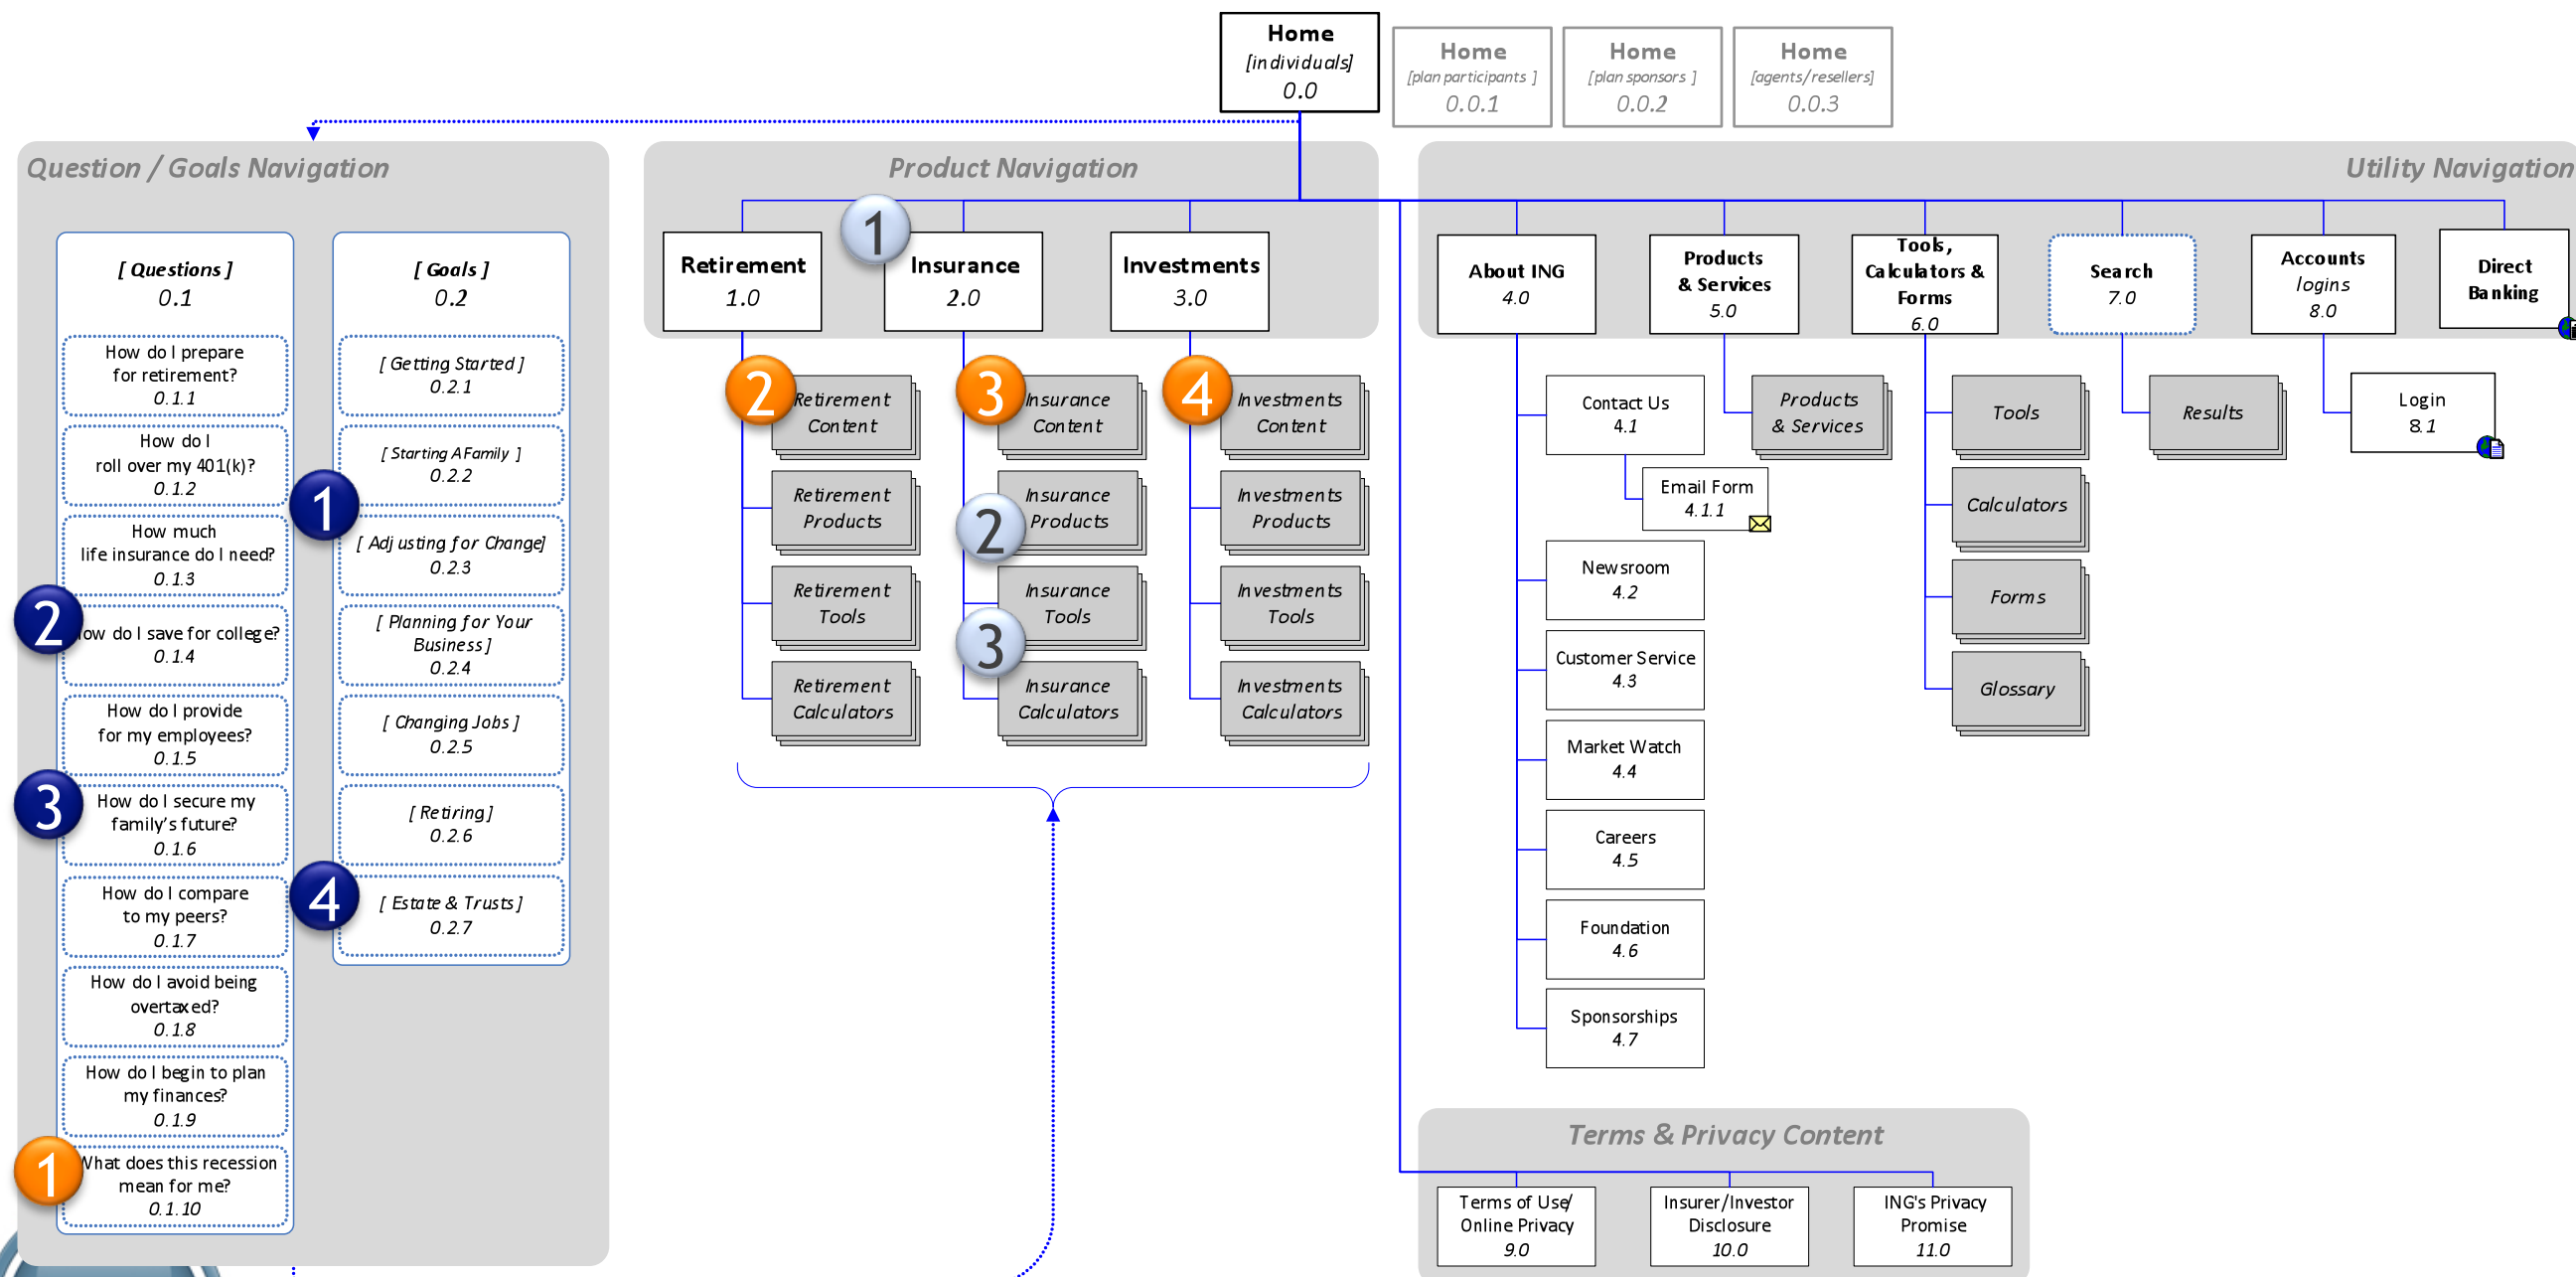 Home
[individuals]
0.0
Home
[plan participants ]
0.0.1
Home
[plan sponsors ]
0.0.2
Home
[agents/resellers]
0.0.3
Question / Goals Navigation
[ Questions ]
0.1
How do I prepare
for retirement?
0.1.1
How do I
roll over my 401(k)?
0.1.2
How much
life insurance do I need?
0.1.3
2
ow do I save for college?
0.1.4
How do I provide
for my employees?
0.1.5
3
How do I secure my
family's future?
0.1.6
How do I compare
to my peers?
0.1.7
How do I avoid being
overtaxed?
0.1.8
How do I begin to plan
my finances?
0.1.9
1
What does this recession
mean for me?
0.1.10
[ Goals ]
0.2
[ Getting Started ]
0.2.1
[ Starting A Family ]
0.2.2
1
[ Adjusting for Change]
0.2.3
[ Planning for Your
Business ]
0.2.4
[ Changing Jobs ]
0.2.5
[ Retiring]
0.2.6
4
[ Estate & Trusts ]
0.2.7
Product Navigation
1
Retirement
1.0
2
Retirement
Content
Retirement
Products
Retirement
Tools
Retirement
Calculators
Insurance
2.0
3
Insurance
Content
2
Insurance
Products
Insurance
Tools
3
Insurance
Calculators
Investments
3.0
4
Investments
Content
Investments
Products
Investments
Tools
Investments
Calculators
Utility Navigation
About ING
4.0
Contact Us
4.1
Email Form
4.1.1
Newsroom
4.2
Customer Service
4.3
Market Watch
4.4
Careers
4.5
Foundation
4.6
Sponsorships
4.7
Products
& Services
5.0
Products
& Services
Tools,
Calculators &
Forms
6.0
Tools
Calculators
Forms
Glossary
Search
7.0
Results
Accounts
logins
8.0
Login
8.1
Direct
Banking
Terms & Privacy Content
Terms of Use/
Online Privacy
9.0
Insurer/Investor
Disclosure
10.0
ING's Privacy
Promise
11.0